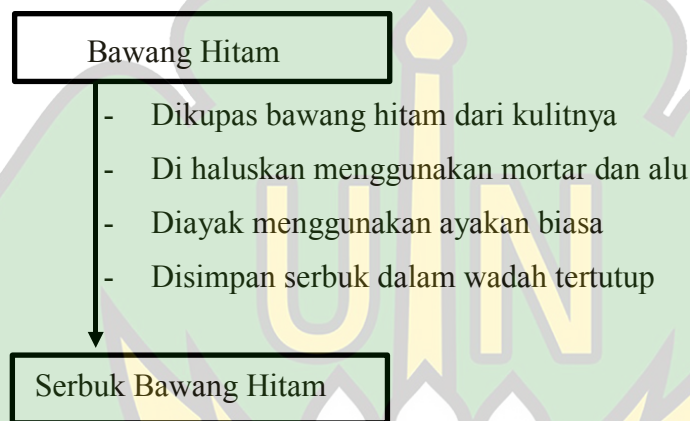 Bawang Hitam
- Dikupas bawang hitam dari kulitnya
- Di haluskan menggunakan mortar dan alu
- Diayak menggunakan ayakan biasa
- Disimpan serbuk dalam wadah tertutup
UIN
Serbuk Bawang Hitam